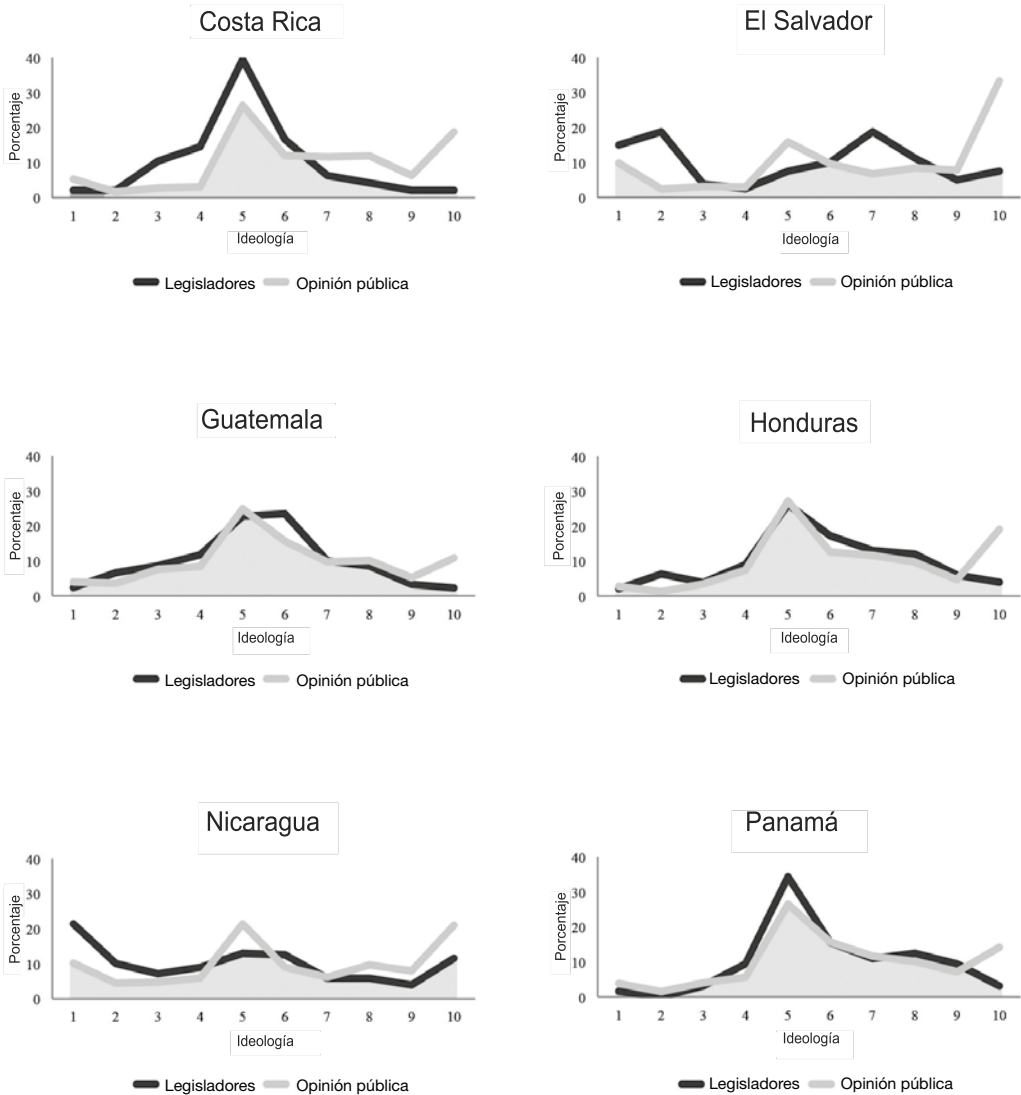 Costa Rica
Porcentaje
40
30
20
10
0
1 2 3 4 5 6 7 8 9 10
Ideología
Legisladores Opinión pública
El Salvador
Porcentaje
40
30
20
10
0
1 2 3 4 5 6 7 8 9 10
Ideología
Legisladores Opinión pública
Guatemala
Porcentaje
40
30
20
10
0
1 2 3 4 5 6 7 8 9 10
Ideología
Legisladores Opinión pública
Honduras
Porcentaje
40
30
20
10
0
1 2 3 4 5 6 7 8 9 10
Ideología
Legisladores Opinión pública
Nicaragua
Porcentaje
40
30
20
10
0
1 2 3 4 5 6 7 8 9 10
Ideología
Legisladores Opinión pública
Panamá
Porcentaje
40
30
20
10
0
1 2 3 4 5 6 7 8 9 10
Ideología
Legisladores Opinión pública